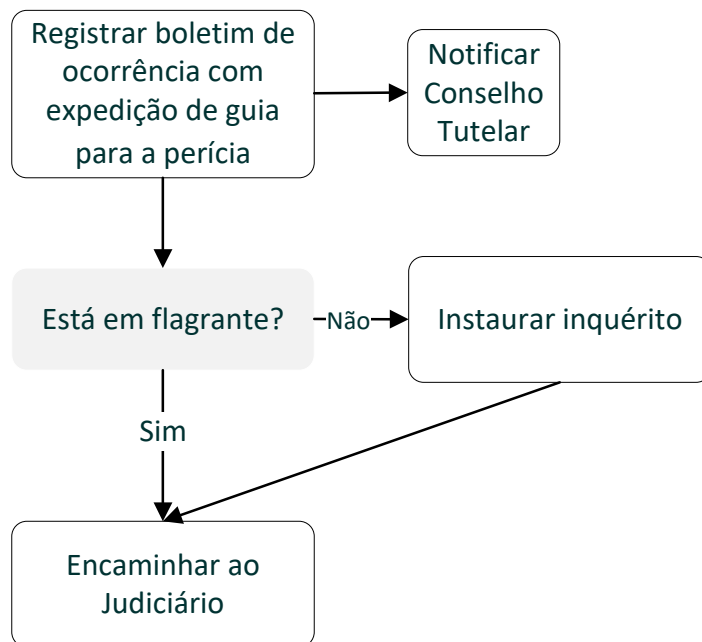 Registrar boletim de
ocorrência com
expedição de guia
para a perícia
Notificar
Conselho
Tutelar
Está em flagrante?
Não
Instaurar inquérito
Sim
Encaminhar ao
Judiciário